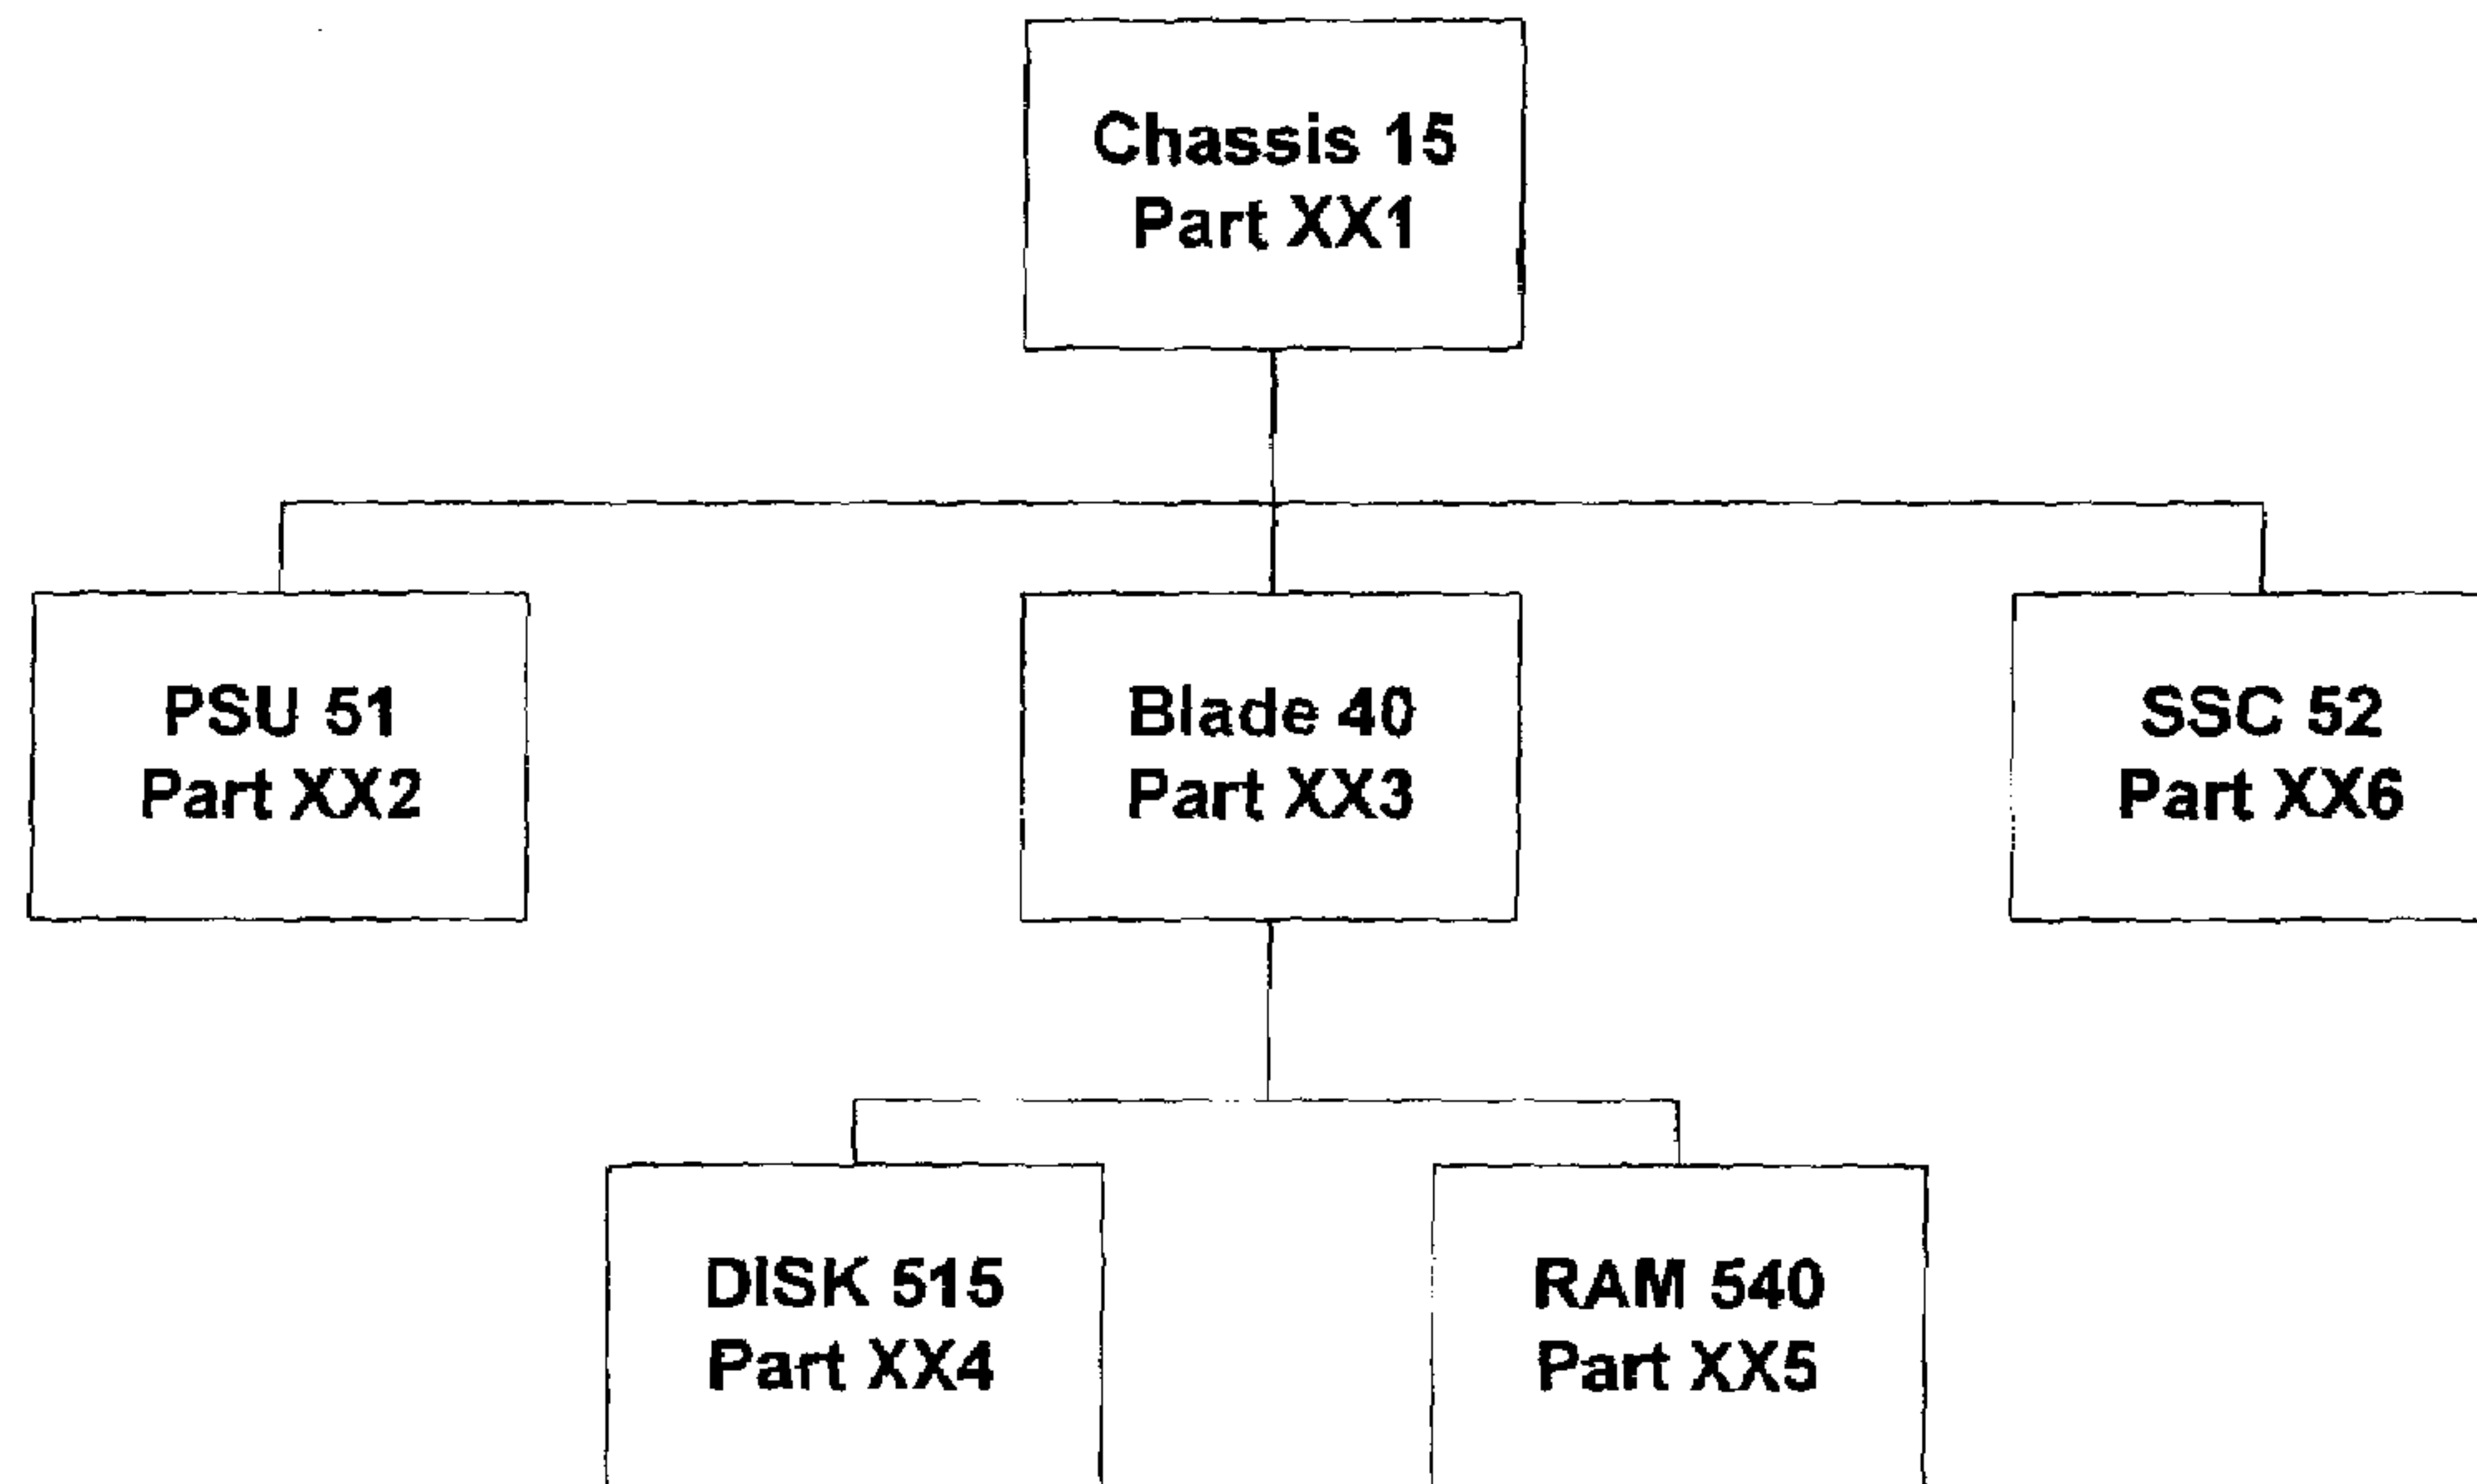 Chassis 15
Part XX1
PSU 51
Part XX2
Blade 40
Part XX3
SSC 52
Part XX6
DISK 515
Part XX4
RAM 540
Part XX5